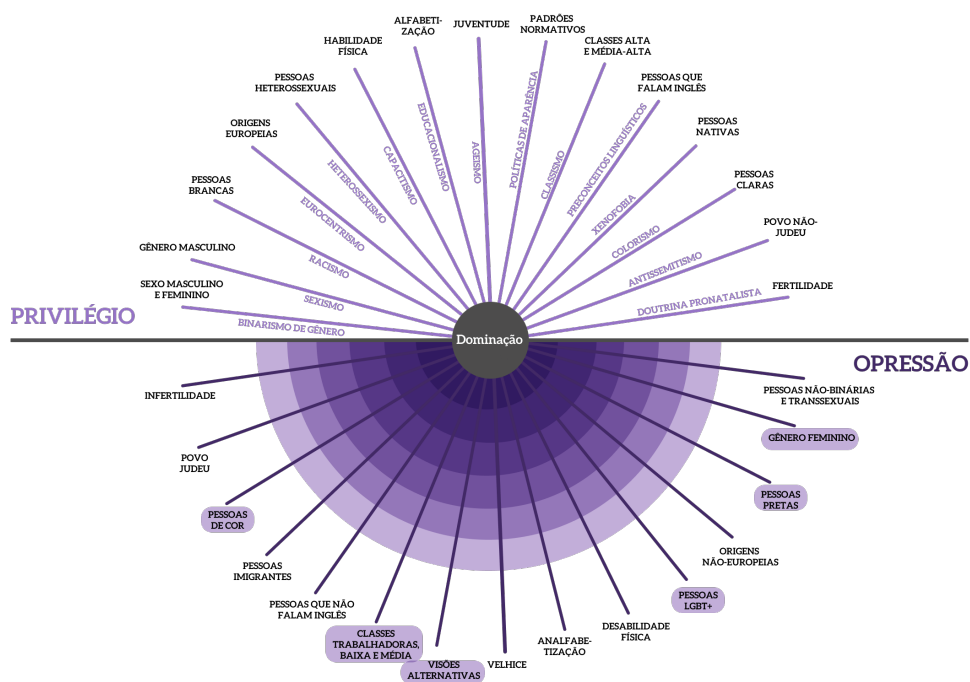 PADRÕES
NORMATIVOS
ALFABETI-
ZAÇÃO
JUVENTUDE
HABILIDADE
FÍSICA
CLASSES ALTA
E MÉDIA-ALTA
PESSOAS
HETEROSSEXUAIS
PESSOAS QUE
FALAM INGLÊS
ORIGENS
EUROPEIAS
PESSOAS
NATIVAS
PESSOAS
BRANCAS
PESSOAS
CLARAS
GÊNERO MASCULINO
POVO NÃO-
JUDEU
SEXO MASCULINO
E FEMININO
FERTILIDADE
BINARISMO DE GÊNERO
SEXISMO
RACISMO
EUROCENTRISMO
HETEROSSEXISMO
CAPACITISMO
EDUCACIONALISMO
AGEISMO
POLÍTICAS DE APARÊNCIA
CLASSISMO
PRECONCEITOS LINGUÍSTICOS
XENOFOBIA
COLORISMO
ANTISSEMITISMO
DOUTRINA PRONATALISTA
PRIVILÉGIO
Dominação
OPRESSÃO
INFERTILIDADE
POVO
JUDEU
PESSOAS
DE COR
PESSOAS
IMIGRANTES
PESSOAS QUE NÃO
FALAM INGLÊS
CLASSES
TRABALHADORAS,
BAIXA E MÉDIA
VISÕES
ALTERNATIVAS
VELHICE
ANALFABE-
TIZAÇÃO
DESABILIDADE
FÍSICA
PESSOAS
LGBT+
ORIGENS
NÃO-EUROPEIAS
PESSOAS
PRETAS
GÊNERO FEMININO
PESSOAS NÃO-BINÁRIAS
E TRANSSEXUAIS